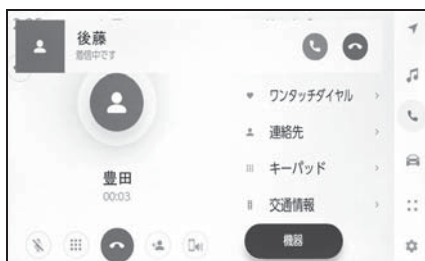 後藤
着信中です
豊田
00:03
ワンタッチダイヤル
連絡先
キーパッド
交通情報
機器